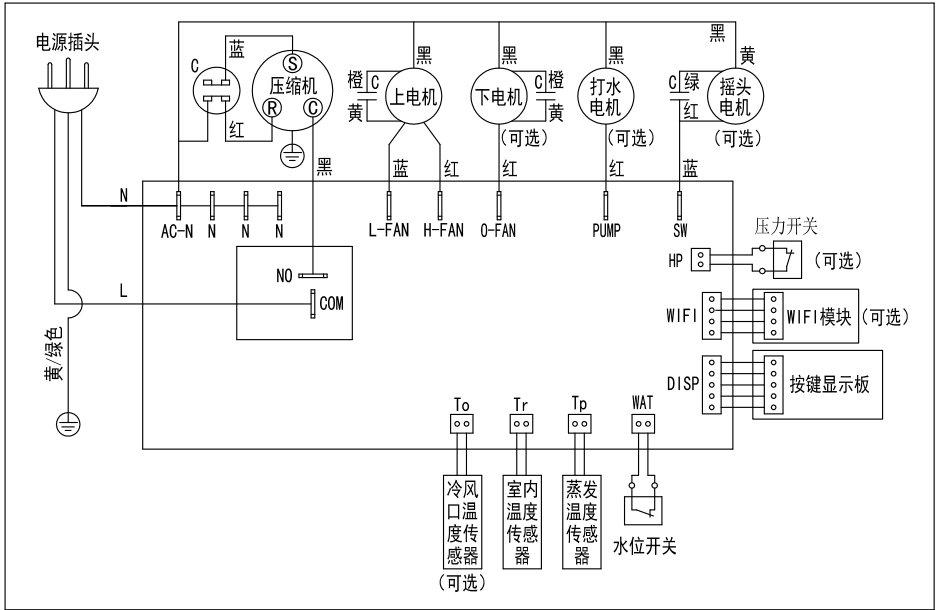 电源插头
C
蓝
S
压缩机
R
C
红
黑
橙
C
黄
黑
上电机
蓝
红
黑
下电机
C
橙
黄
(可选)
红
黑
打水
电机
(可选)
红
黑
黄
C
绿
红
摇头
电机
(可选)
蓝
N
AC-N
N
N
N
L-FAN
H-FAN
O-FAN
PUMP
SW
NO
COM
L
黄/绿色
HP
压力开关
(可选)
WIFI
WIFI模块
(可选)
DISP
按键显示板
To
Tr
Tp
WAT
冷风
口温
度传
感器
(可选)
室内
温度
传感
器
蒸发
温度
传感
器
水位开关